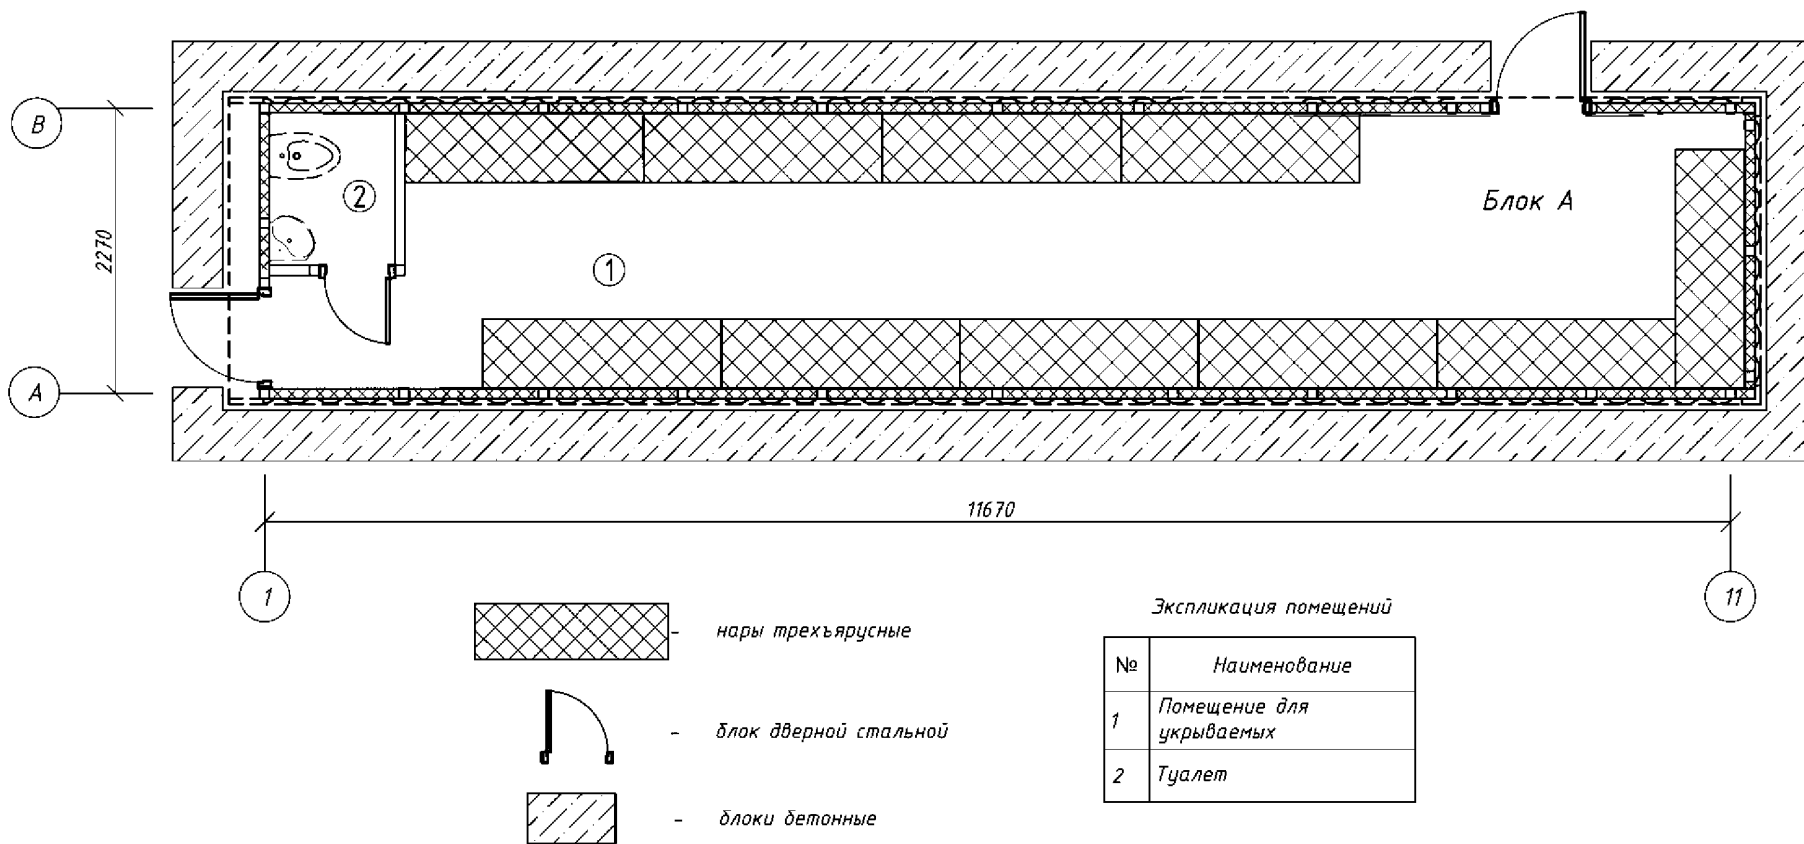 В
2
Блок А
2270
1
А
11670
1
11
нары трехъярусные
Экспликация помещений
№ Наименование
1 Помещение для
укрываемых
2 Туалет
- блок дверной стальной
- блоки бетонные